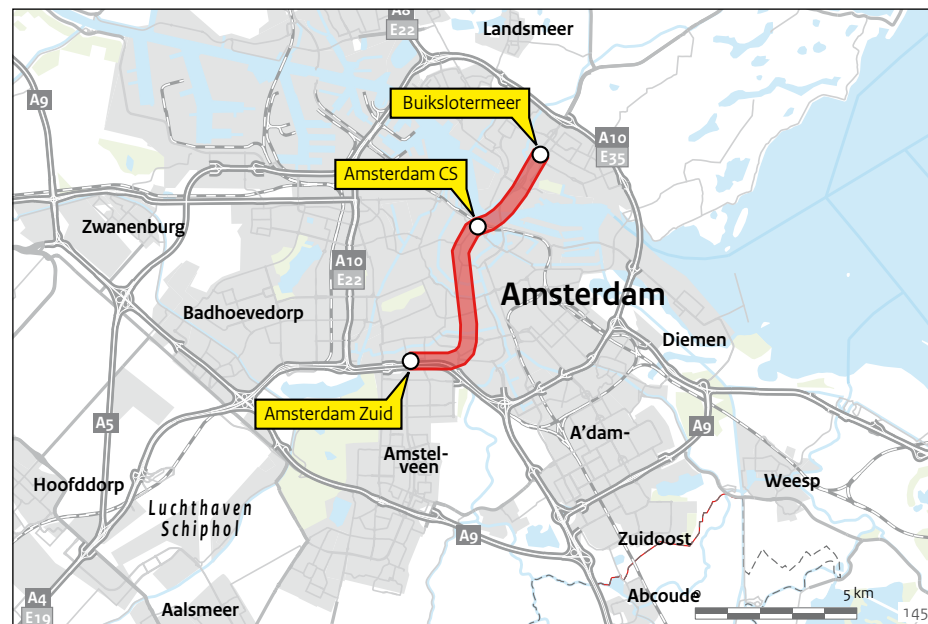 A8
E22
Landsmeer
A9
Buikslotermeer
A10
E35
Amsterdam CS
Zwanenburg
A10
E22
Amsterdam
Badhoevedorp
Diemen
Amsterdam Zuid
A5
A'dam-
A9
Amstel-
veen
Hoofddorp
Weesp
Luchthaven
Schiphol
A9
Zuidoost
Abcoude
0
5 km
A4
E19
Aalsmeer
145